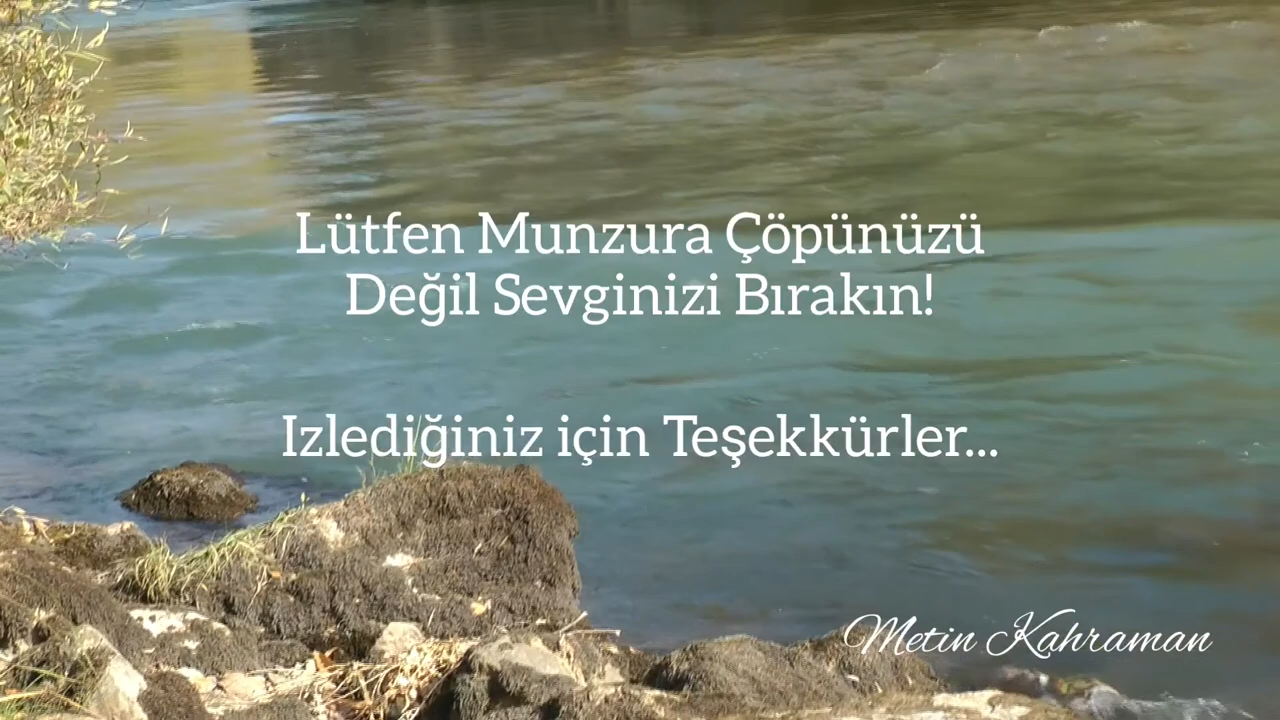 Lütfen Munzura Çöpünüzü
Değil Sevginizi Bırakın!
Izlediğiniz için Teşekkürler...
Metin Kahraman